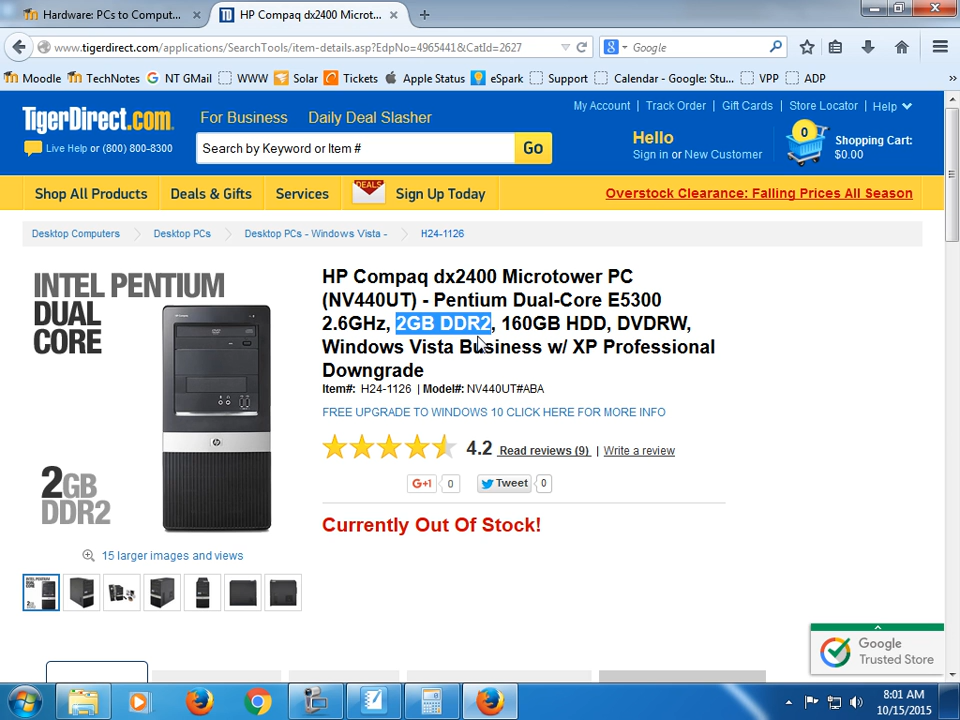 Hardware: PCs to Comput...
HP Compaq dx2400 Microt...
www.tigerdirect.com/applications/SearchTools/item-details.asp?EdpNo=4965441&CatId=2627
Google
Moodle TechNotes NT GMail WWW Solar Tickets Apple Status eSpark Support Calendar - Google: Stu... VPP ADP
My Account | Track Order | Gift Cards | Store Locator | Help
TigerDirect.com
For Business Daily Deal Slasher
Live Help or (800) 800-8300
Search by Keyword or Item # Go
Hello
Sign in or New Customer
0
Shopping Cart:
$0.00
Shop All Products Deals & Gifts Services DEALS Sign Up Today Overstock Clearance: Falling Prices All Season
Desktop Computers Desktop PCs Desktop PCs - Windows Vista - H24-1126
INTEL PENTIUM
DUAL
CORE
2GB
DDR2
HP Compaq dx2400 Microtower PC
(NV440UT) - Pentium Dual-Core E5300
2.6GHz, 2GB DDR2, 160GB HDD, DVDRW,
Windows Vista Business w/ XP Professional
Downgrade
Item#: H24-1126 | Model#: NV440UT#ABA
FREE UPGRADE TO WINDOWS 10 CLICK HERE FOR MORE INFO
4.2 Read reviews (9) | Write a review
G+1 0 Tweet 0
Currently Out Of Stock!
15 larger images and views
Google
Trusted Store
8:01 AM
10/15/2015